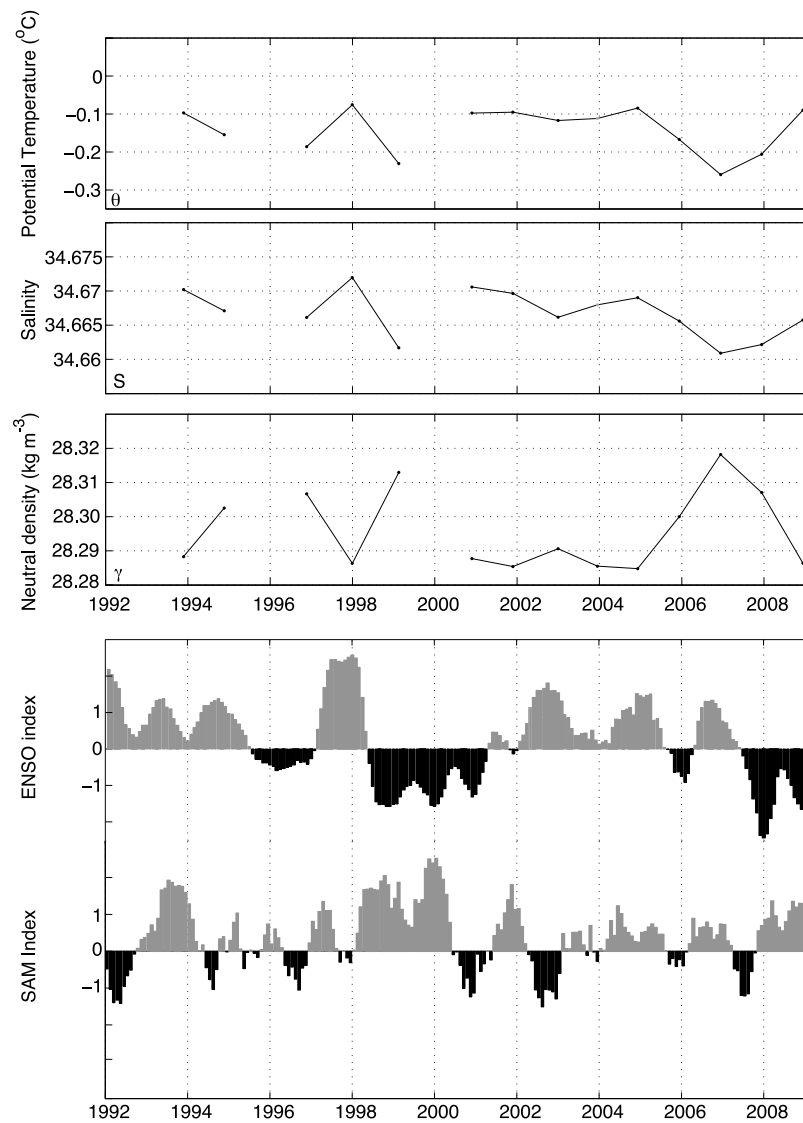 Potential Temperature (°C)
0
−0.1
−0.2
−0.3
θ
Salinity
34.675
34.67
34.665
34.66
S
Neutral density (kg m⁻³)
28.32
28.31
28.30
28.29
28.28
γ
1992 1994 1996 1998 2000 2002 2004 2006 2008
ENSO index
1
0
−1
SAM Index
1
0
−1
1992 1994 1996 1998 2000 2002 2004 2006 2008